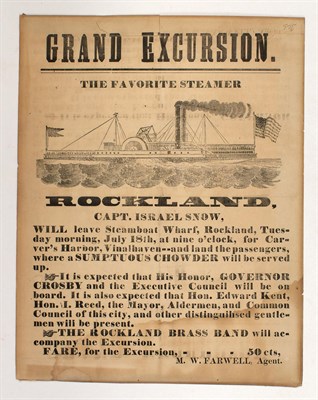 GRAND EXCURSION.
THE FAVORITE STEAMER
ROCKLAND,
CAPT. ISRAEL SNOW,
WILL leave Steamboat Wharf, Rockland, Tues-
day morning, July 18th, at nine o'clock, for Car-
ver's Harbor, Vinalhaven--and land the passengers,
where a SUMPTUOUS CHOWDER will be served
up.
☞It is expected that His Honor, GOVERNOR
CROSBY and the Executive Council will be on
board. It is also expected that Hon. Edward Kent,
Hon. I. Reed, the Mayor, Aldermen, and Common
Council of this city, and other distinguihsed gentle-
men will be present.
☞THE ROCKLAND BRASS BAND will ac-
company the Excursion.
FARE, for the Excursion, - - - 50 cts,
M. W. FARWELL, Agent.